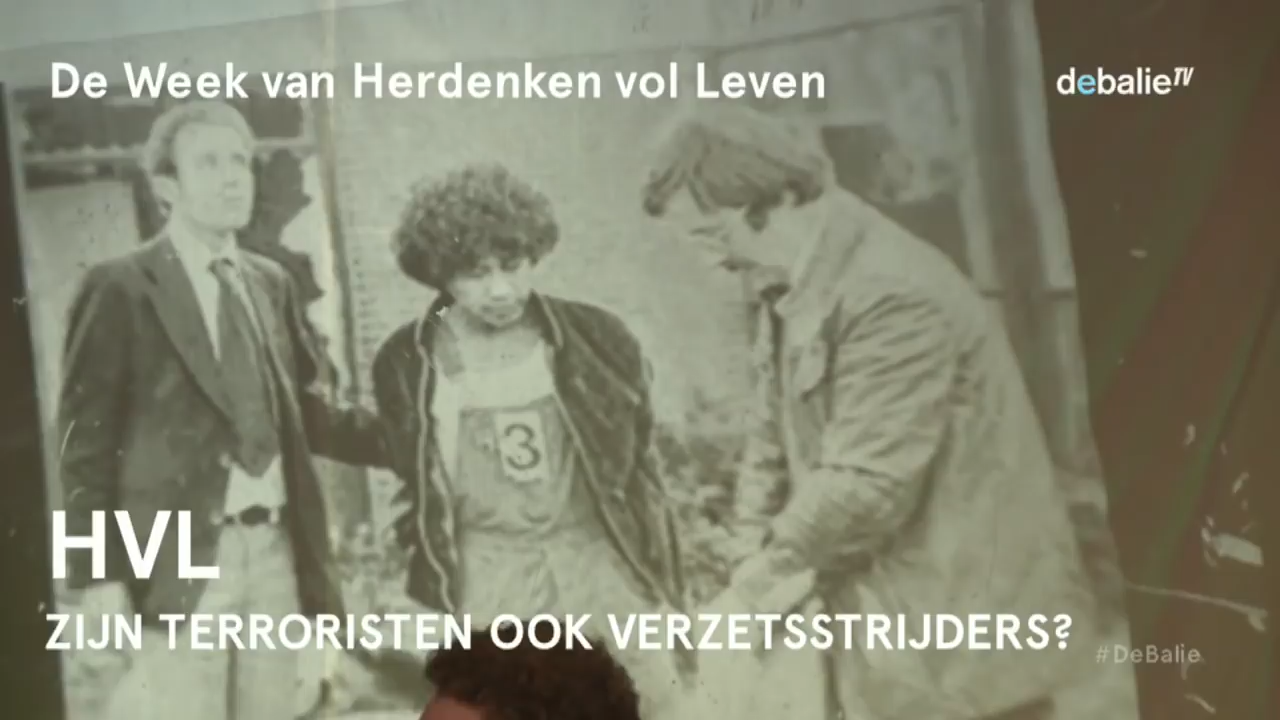 De Week van Herdenken vol Leven
debalieTV
3
HVL
ZIJN TERRORISTEN OOK VERZETSSTRIJDERS?
#DeBalie